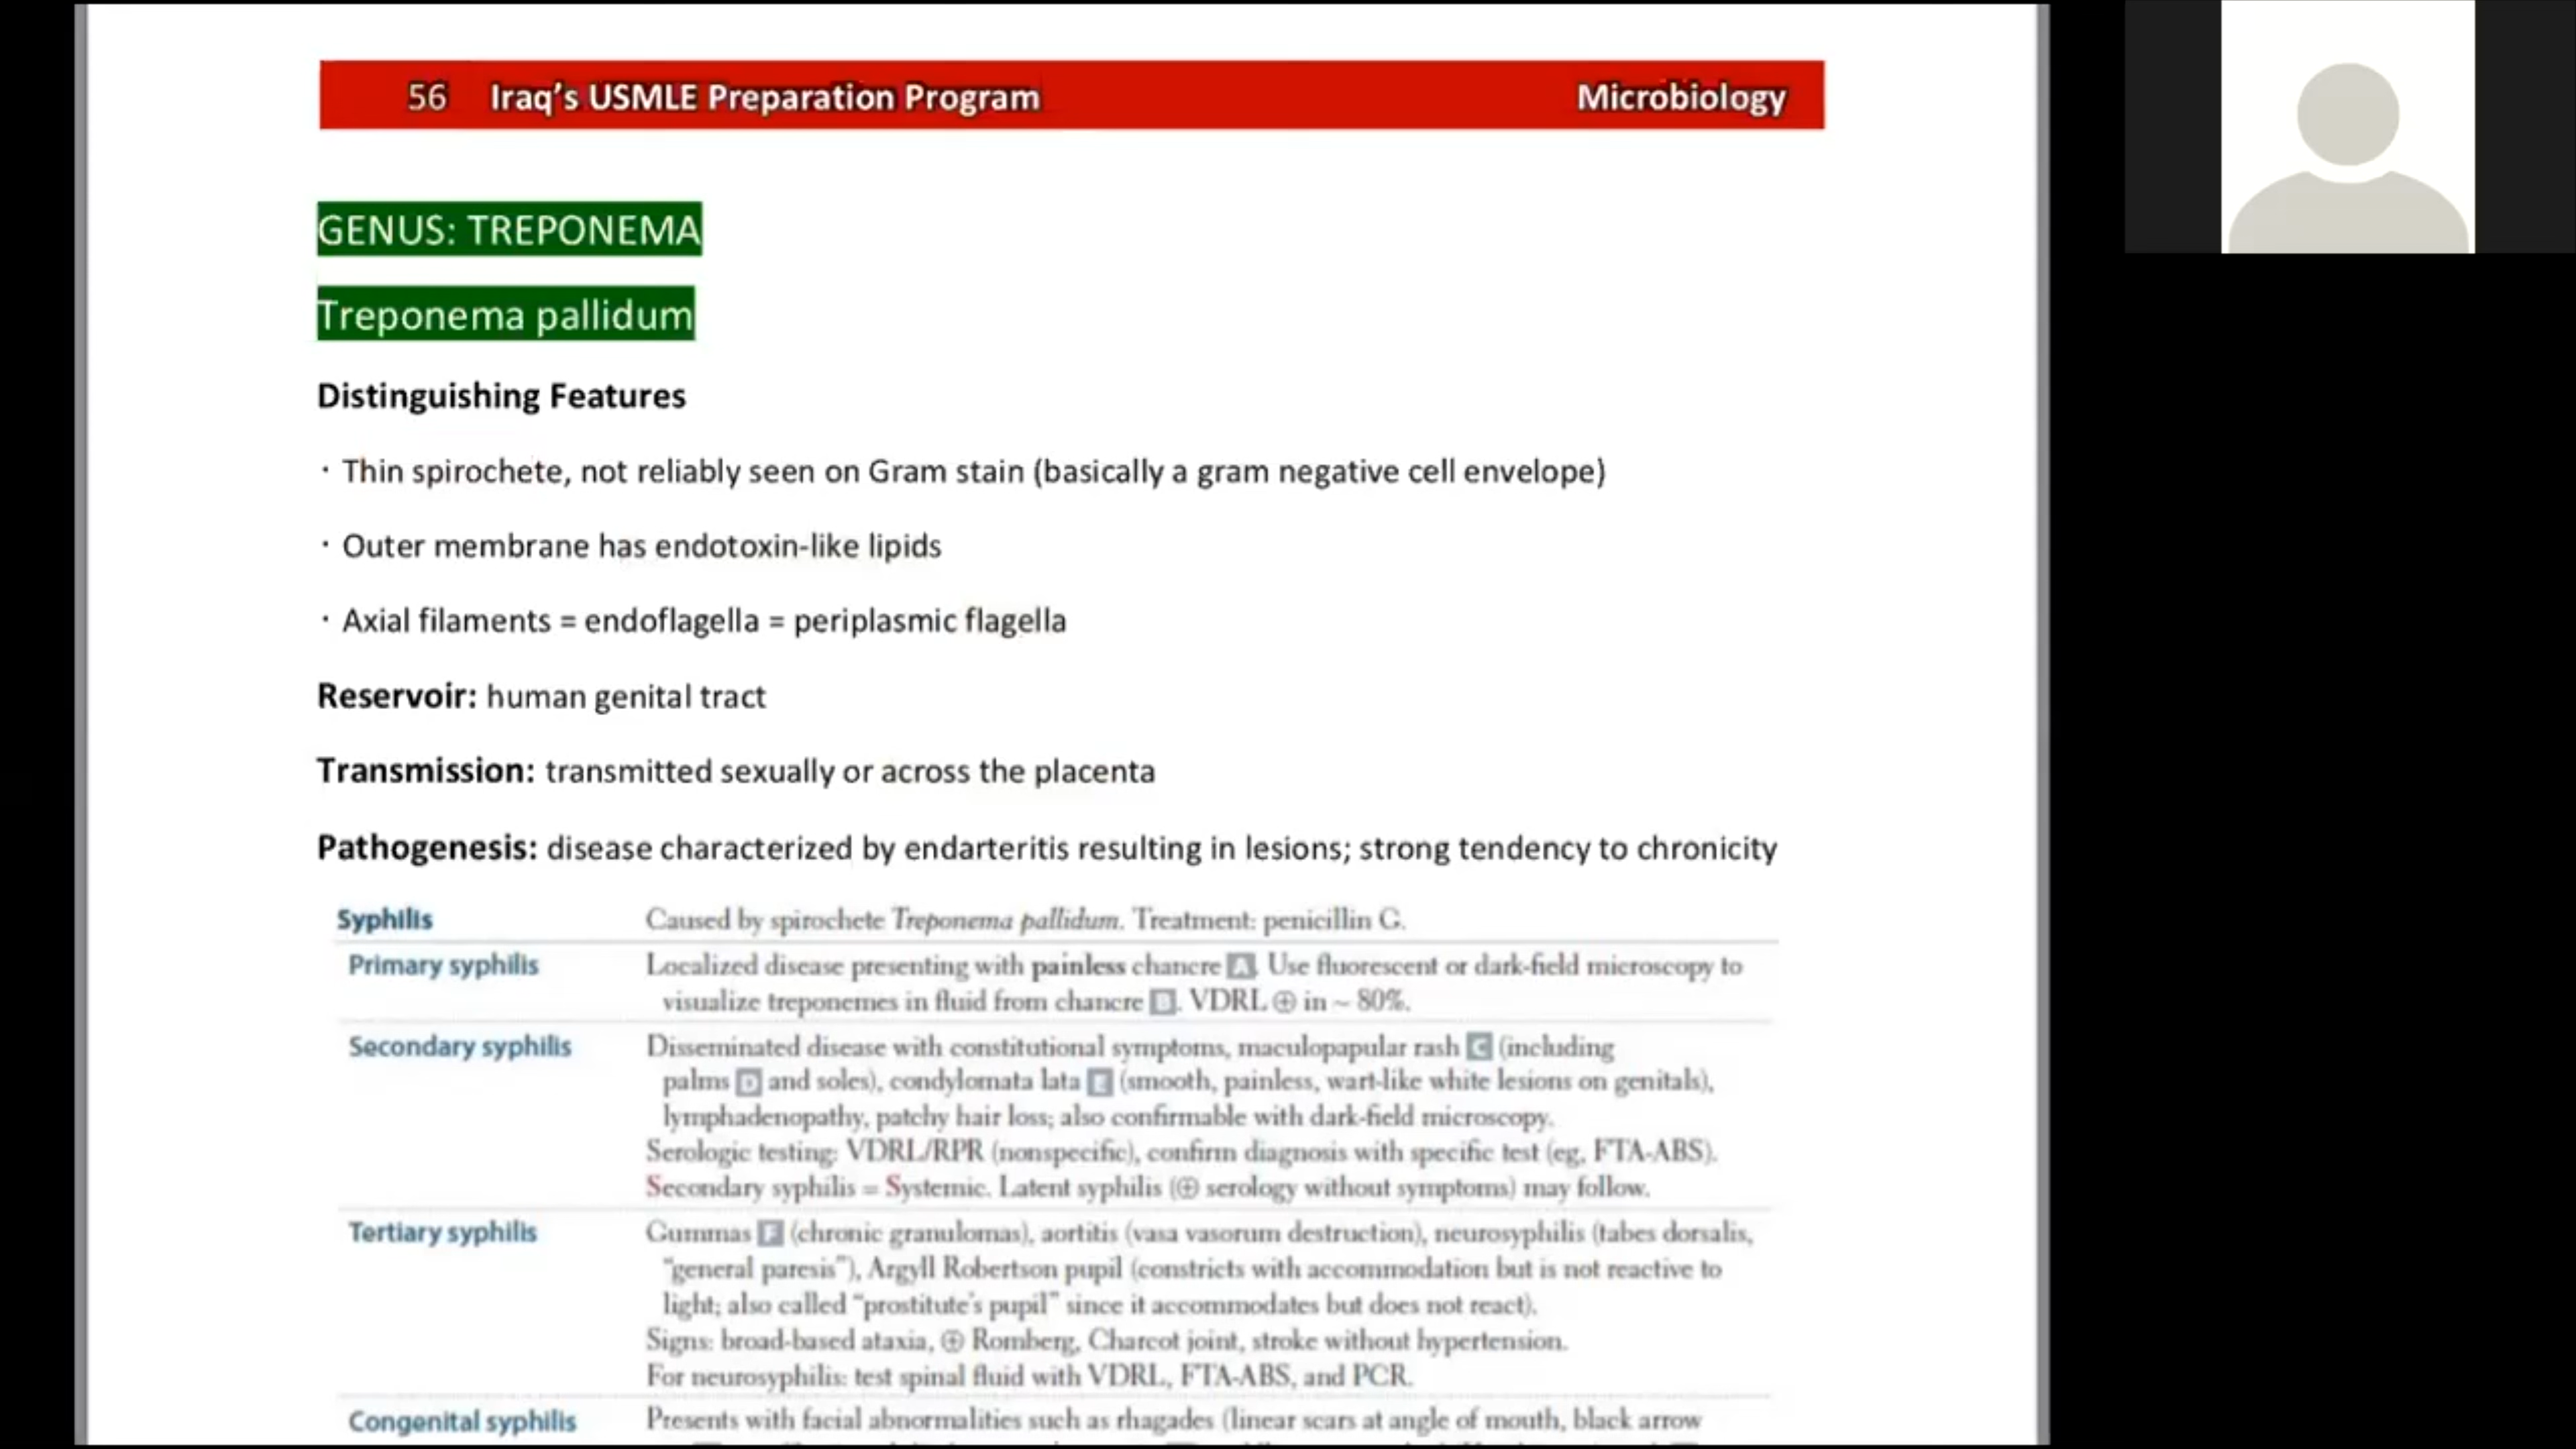 56 Iraq's USMLE Preparation Program Microbiology
GENUS: TREPONEMA
Treponema pallidum
Distinguishing Features
· Thin spirochete, not reliably seen on Gram stain (basically a gram negative cell envelope)
· Outer membrane has endotoxin-like lipids
· Axial filaments = endoflagella = periplasmic flagella
Reservoir: human genital tract
Transmission: transmitted sexually or across the placenta
Pathogenesis: disease characterized by endarteritis resulting in lesions; strong tendency to chronicity
Syphilis Caused by spirochete Treponema pallidum. Treatment: penicillin G.
Primary syphilis Localized disease presenting with painless chancre A. Use fluorescent or dark-field microscopy to
visualize treponemes in fluid from chancre B. VDRL ⊕ in ~ 80%.
Secondary syphilis Disseminated disease with constitutional symptoms, maculopapular rash C (including
palms D and soles), condylomata lata E (smooth, painless, wart-like white lesions on genitals),
lymphadenopathy, patchy hair loss; also confirmable with dark-field microscopy.
Serologic testing: VDRL/RPR (nonspecific), confirm diagnosis with specific test (eg, FTA-ABS).
Secondary syphilis = Systemic. Latent syphilis (⊕ serology without symptoms) may follow.
Tertiary syphilis Gummas F (chronic granulomas), aortitis (vasa vasorum destruction), neurosyphilis (tabes dorsalis,
"general paresis"), Argyll Robertson pupil (constricts with accommodation but is not reactive to
light; also called "prostitute's pupil" since it accommodates but does not react).
Signs: broad-based ataxia, ⊕ Romberg, Charcot joint, stroke without hypertension.
For neurosyphilis: test spinal fluid with VDRL, FTA-ABS, and PCR.
Congenital syphilis Presents with facial abnormalities such as rhagades (linear scars at angle of mouth, black arrow